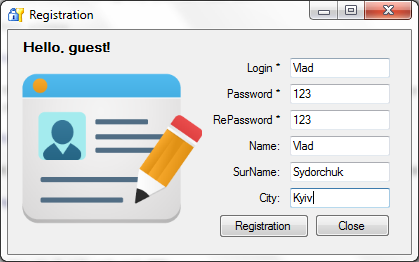 Registration
Hello, guest!
Login * Vlad
Password * 123
RePassword * 123
Name: Vlad
SurName: Sydorchuk
City: Kyiv
Registration Close